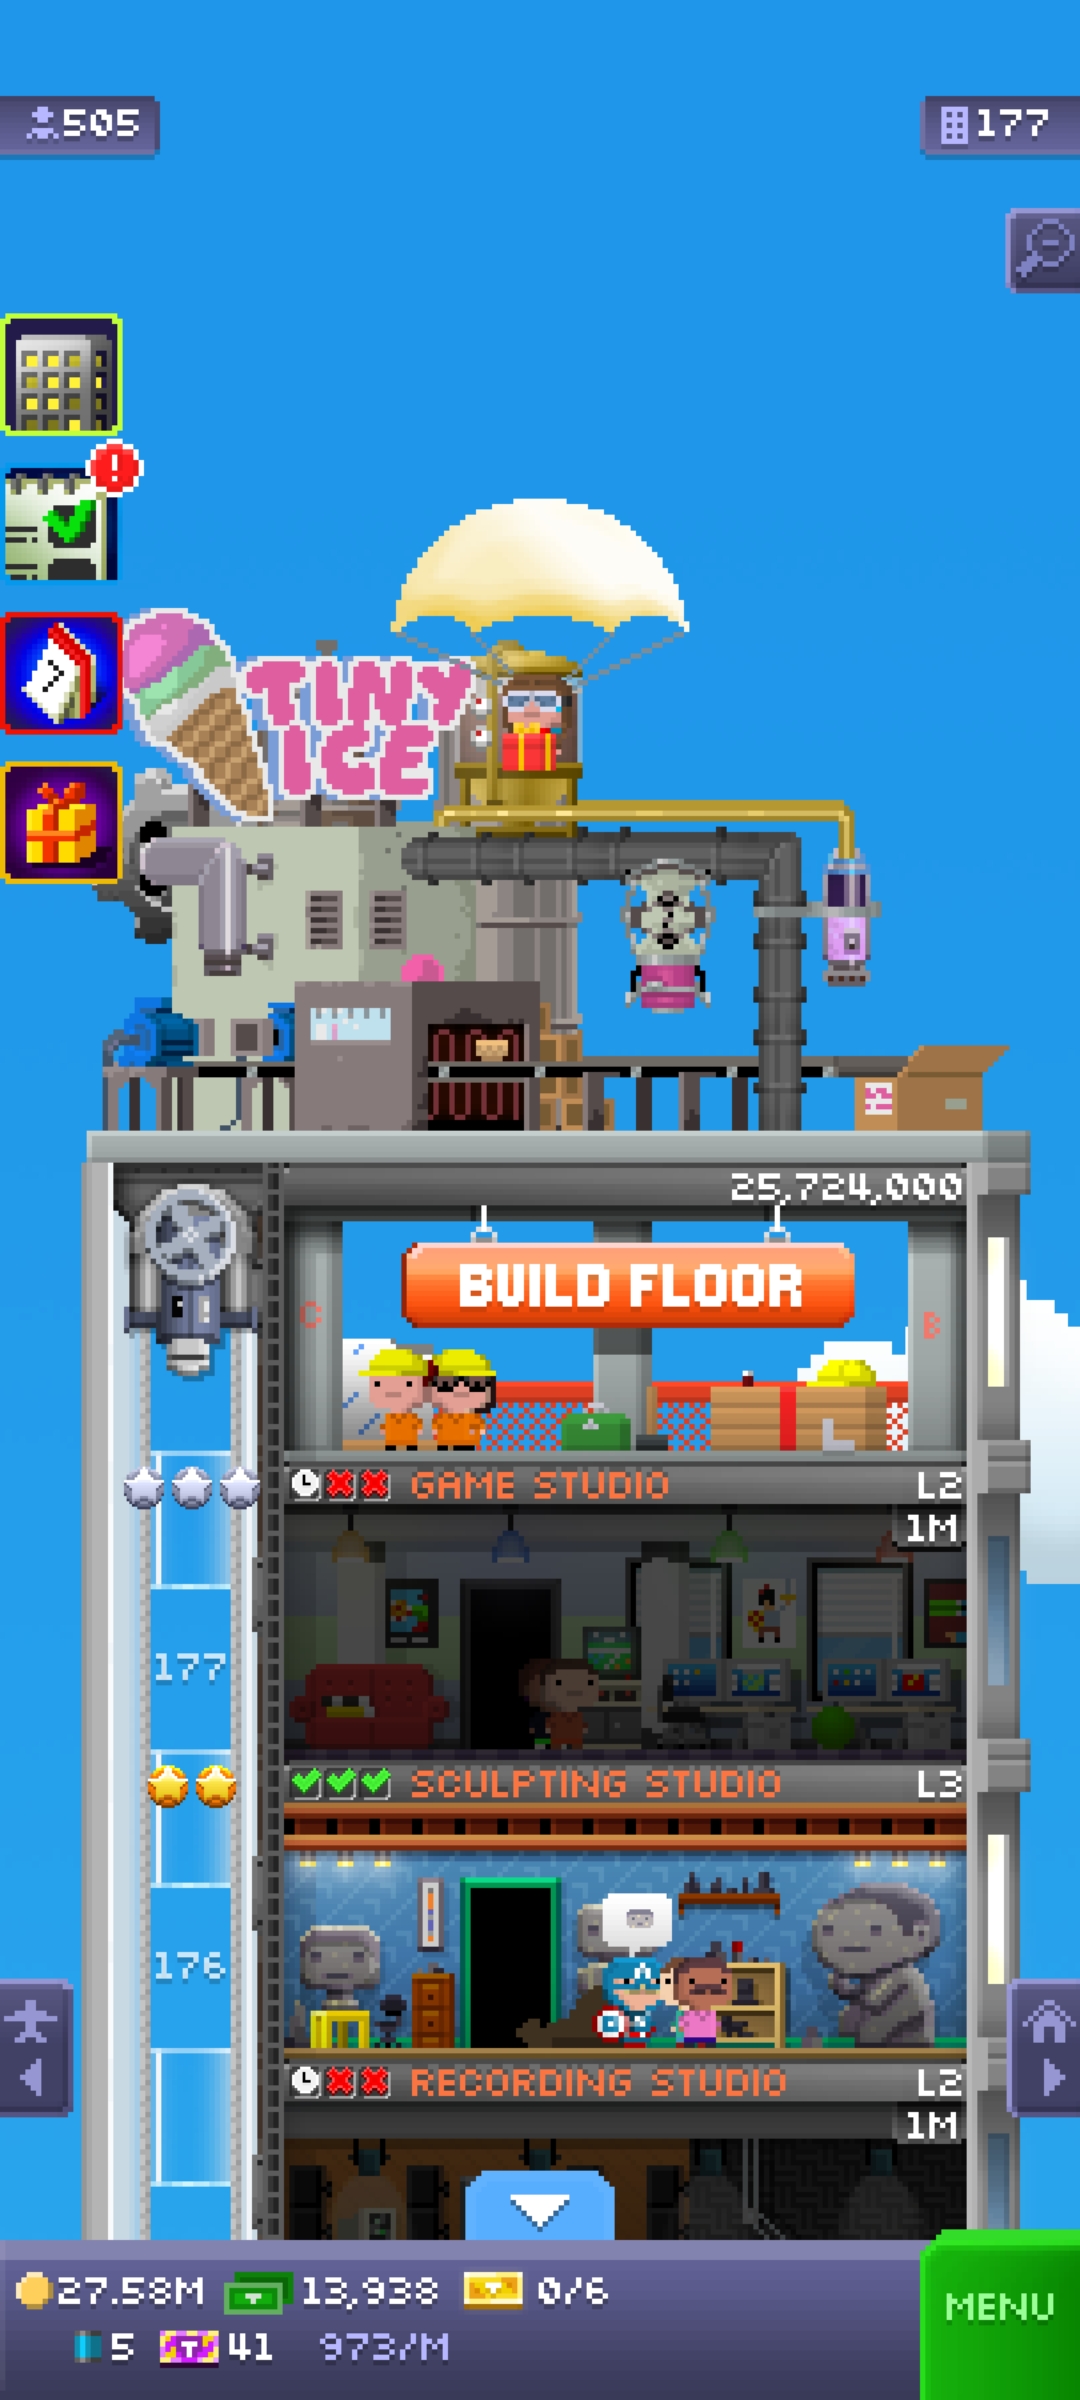 505
177
TINY
ICE
25,724,000
BUILD FLOOR
C
B
GAME STUDIO
L2
1M
177
SCULPTING STUDIO
L3
176
RECORDING STUDIO
L2
1M
27.58M
13,938
0/6
MENU
5
T
41
973/M